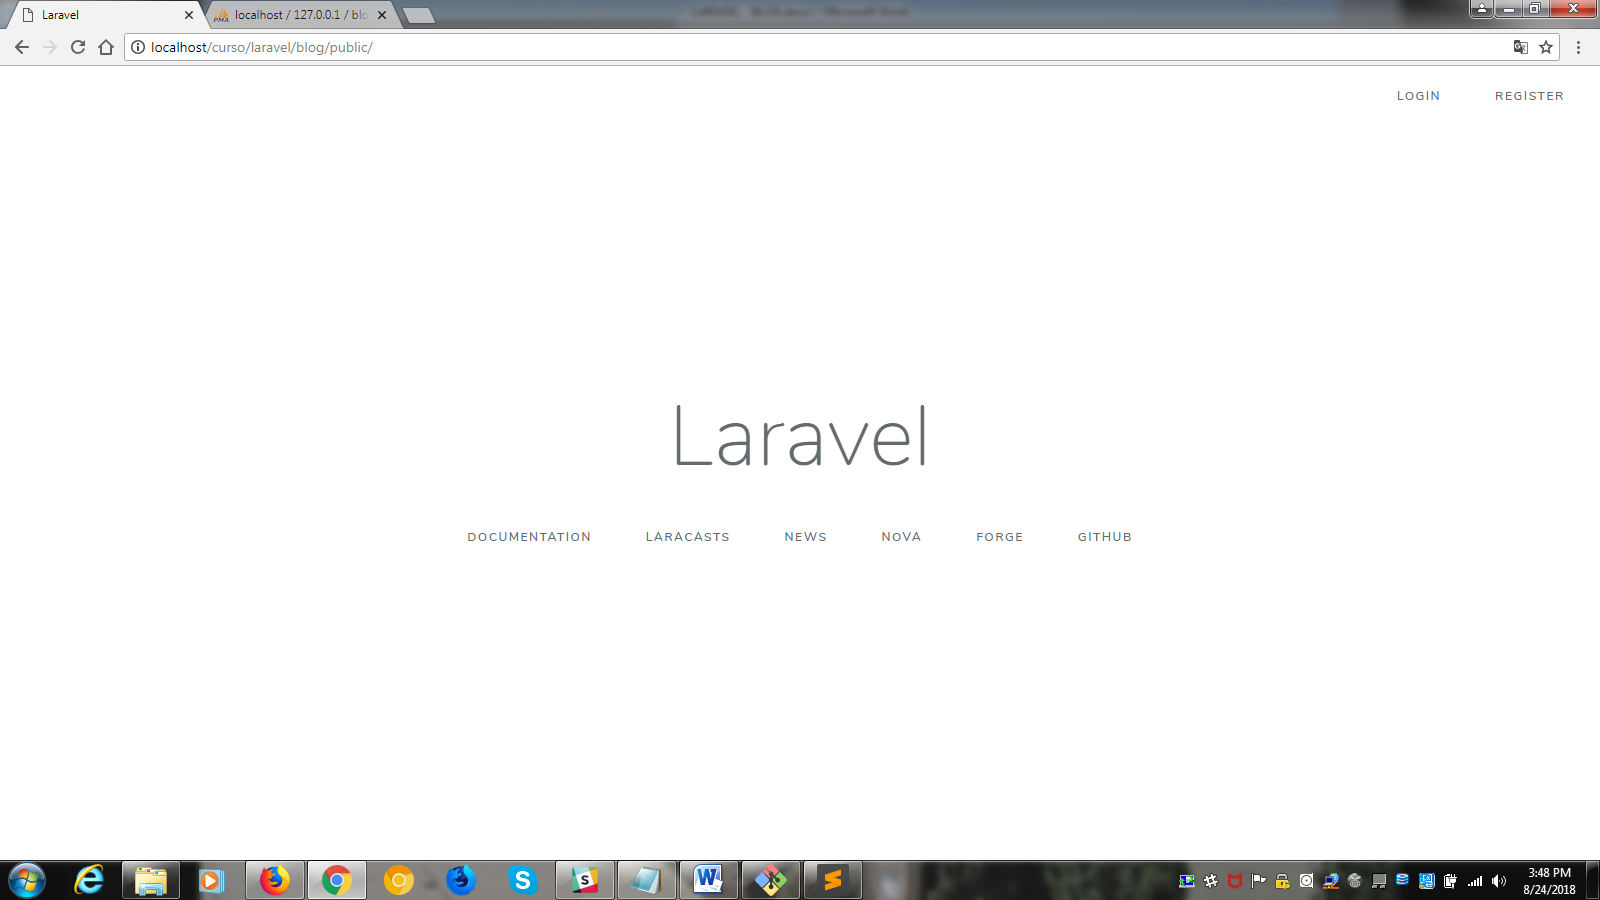 Laravel
localhost / 127.0.0.1 / blo
localhost/curso/laravel/blog/public/
LOGIN
REGISTER
Laravel
DOCUMENTATION
LARACASTS
NEWS
NOVA
FORGE
GITHUB
3:48 PM
8/24/2018